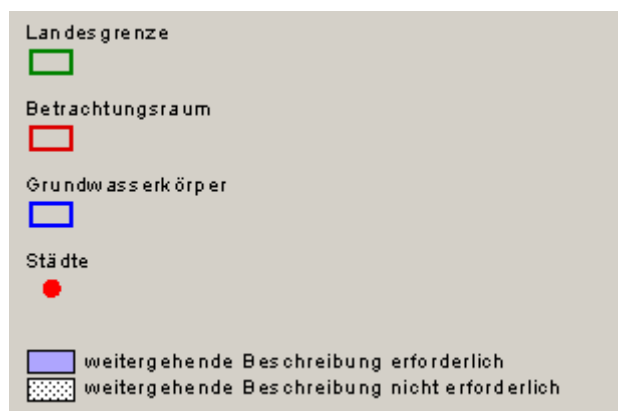 Landesgrenze
Betrachtungsraum
Grundwasserkörper
Städte
weitergehende Beschreibung erforderlich
weitergehende Beschreibung nicht erforderlich